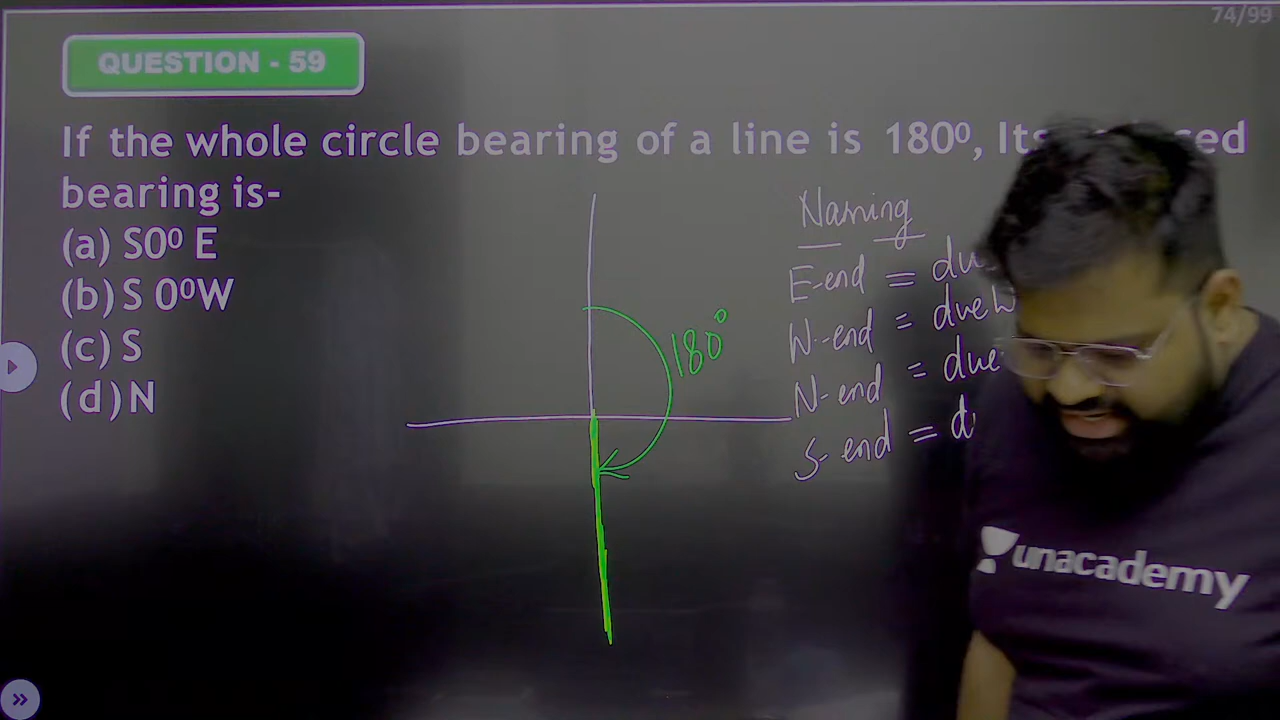 74/99
QUESTION - 59
If the whole circle bearing of a line is 180⁰, Its
bearing is-
(a) S0⁰ E
(b) S 0⁰W
(c) S
(d) N
180°
Naming
E-end =
W-end = due W
N-end = due
S-end =
unacademy